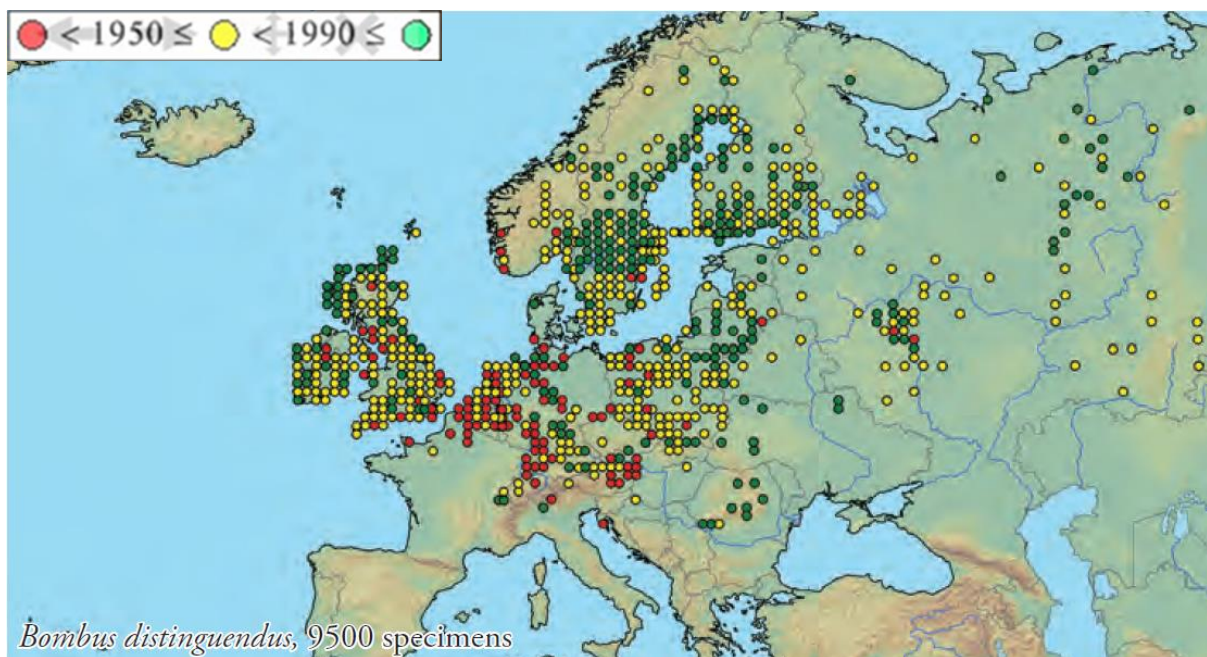 < 1950 ≤ < 1990 ≤
Bombus distinguendus, 9500 specimens